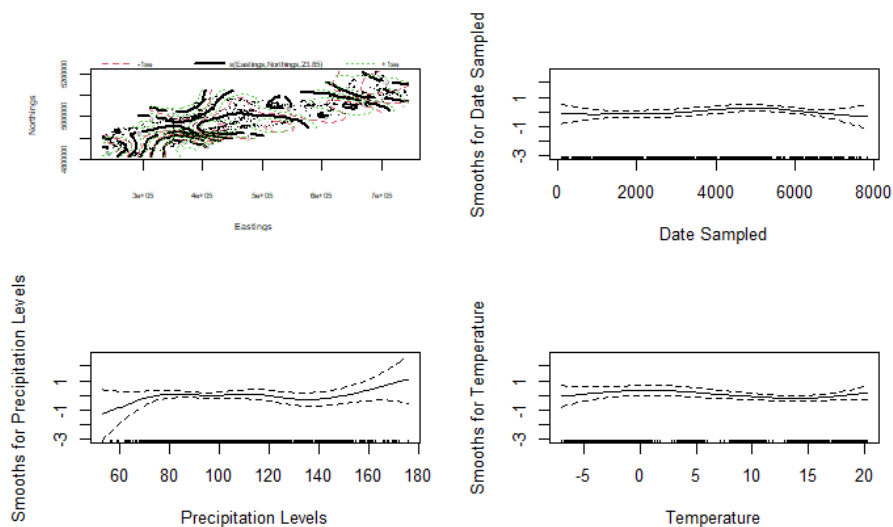 -1se s(Eastings,Northings,23.85) +1se
Northings
4800000 5000000 5200000
3e+05 4e+05 5e+05 6e+05 7e+05
Eastings
Smooths for Date Sampled
-3 -1 1
0 2000 4000 6000 8000
Date Sampled
Smooths for Precipitation Levels
-3 -1 1
60 80 100 120 140 160 180
Precipitation Levels
Smooths for Temperature
-3 -1 1
-5 0 5 10 15 20
Temperature